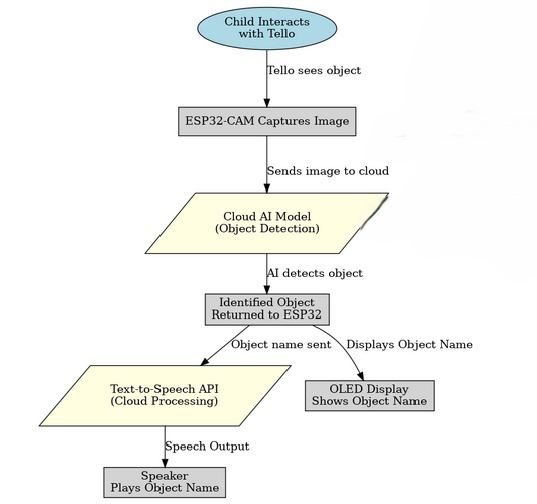 Child Interacts
with Tello
Tello sees object
ESP32-CAM Captures Image
Sends image to cloud
Cloud AI Model
(Object Detection)
AI detects object
Identified Object
Returned to ESP32
Object name sent
Displays Object Name
Text-to-Speech API
(Cloud Processing)
OLED Display
Shows Object Name
Speech Output
Speaker
Plays Object Name